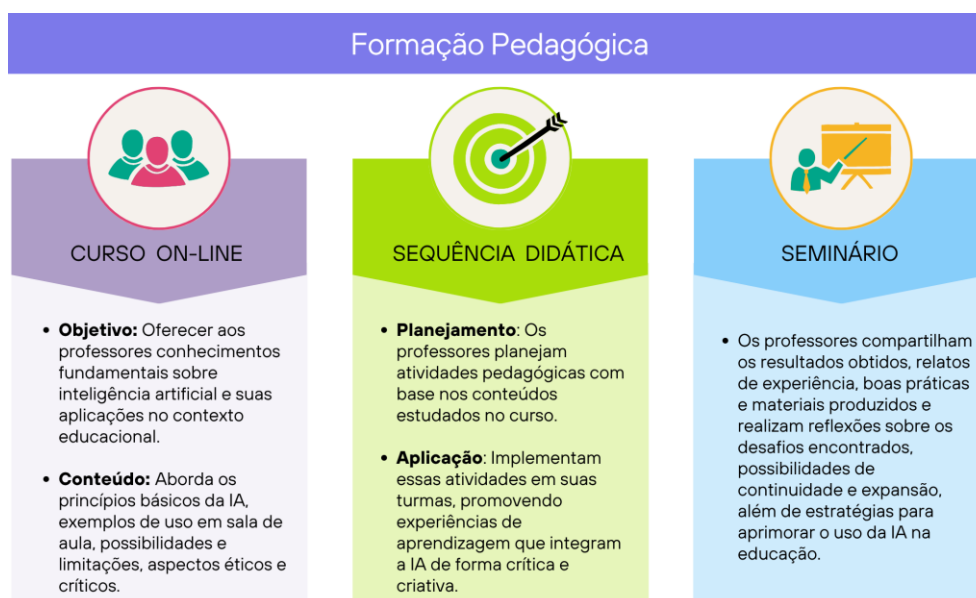 Formação Pedagógica
CURSO ON-LINE
• Objetivo: Oferecer aos
professores conhecimentos
fundamentais sobre
inteligência artificial e suas
aplicações no contexto
educacional.
• Conteúdo: Aborda os
princípios básicos da IA,
exemplos de uso em sala de
aula, possibilidades e
limitações, aspectos éticos e
críticos.
SEQUÊNCIA DIDÁTICA
• Planejamento: Os
professores planejam
atividades pedagógicas com
base nos conteúdos
estudados no curso.
• Aplicação: Implementam
essas atividades em suas
turmas, promovendo
experiências de
aprendizagem que integram
a IA de forma crítica e
criativa.
SEMINÁRIO
• Os professores compartilham
os resultados obtidos, relatos
de experiência, boas práticas
e materiais produzidos e
realizam reflexões sobre os
desafios encontrados,
possibilidades de
continuidade e expansão,
além de estratégias para
aprimorar o uso da IA na
educação.